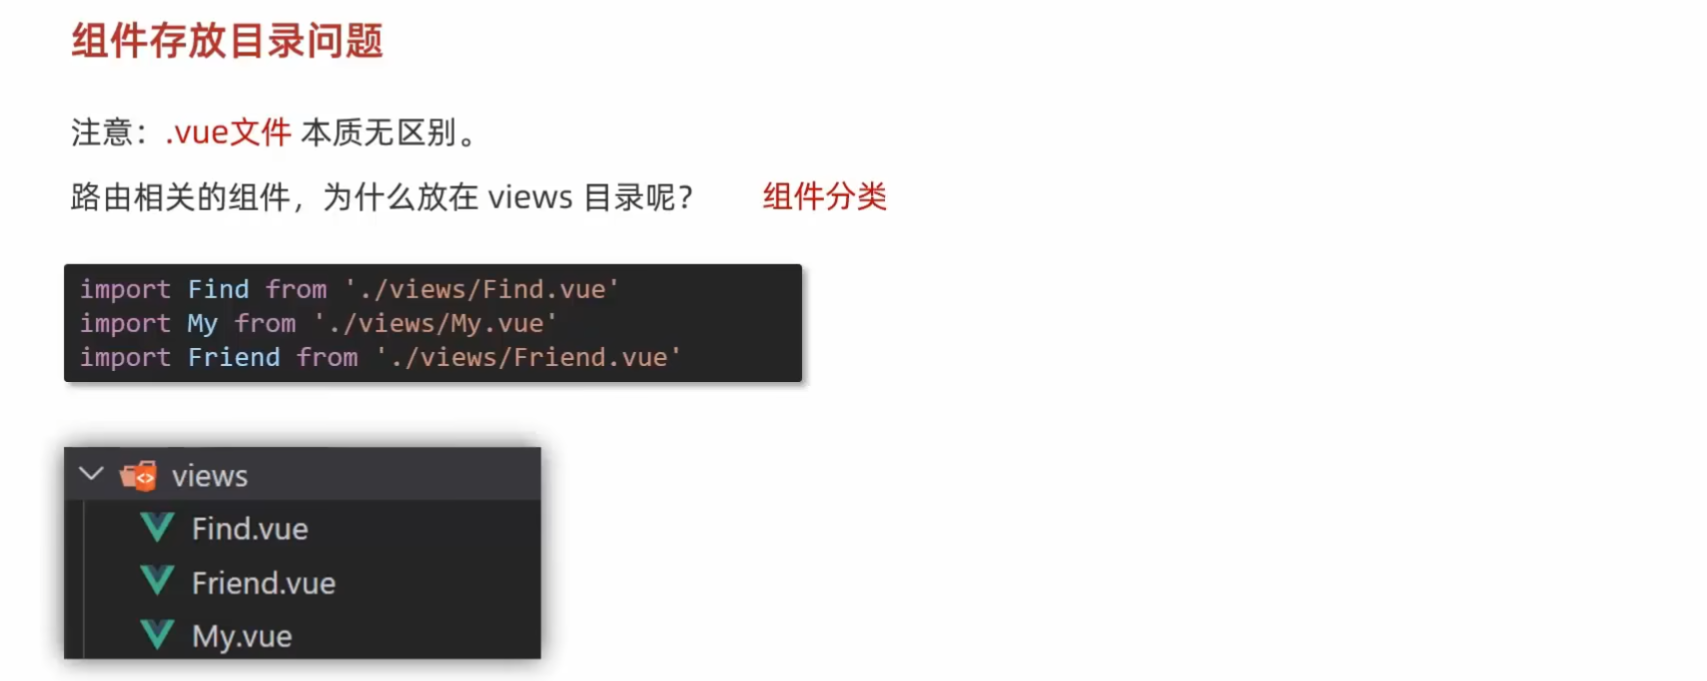 组件存放目录问题
注意：.vue文件 本质无区别。
路由相关的组件，为什么放在 views 目录呢？ 组件分类
import Find from './views/Find.vue'
import My from './views/My.vue'
import Friend from './views/Friend.vue'
views
Find.vue
Friend.vue
My.vue